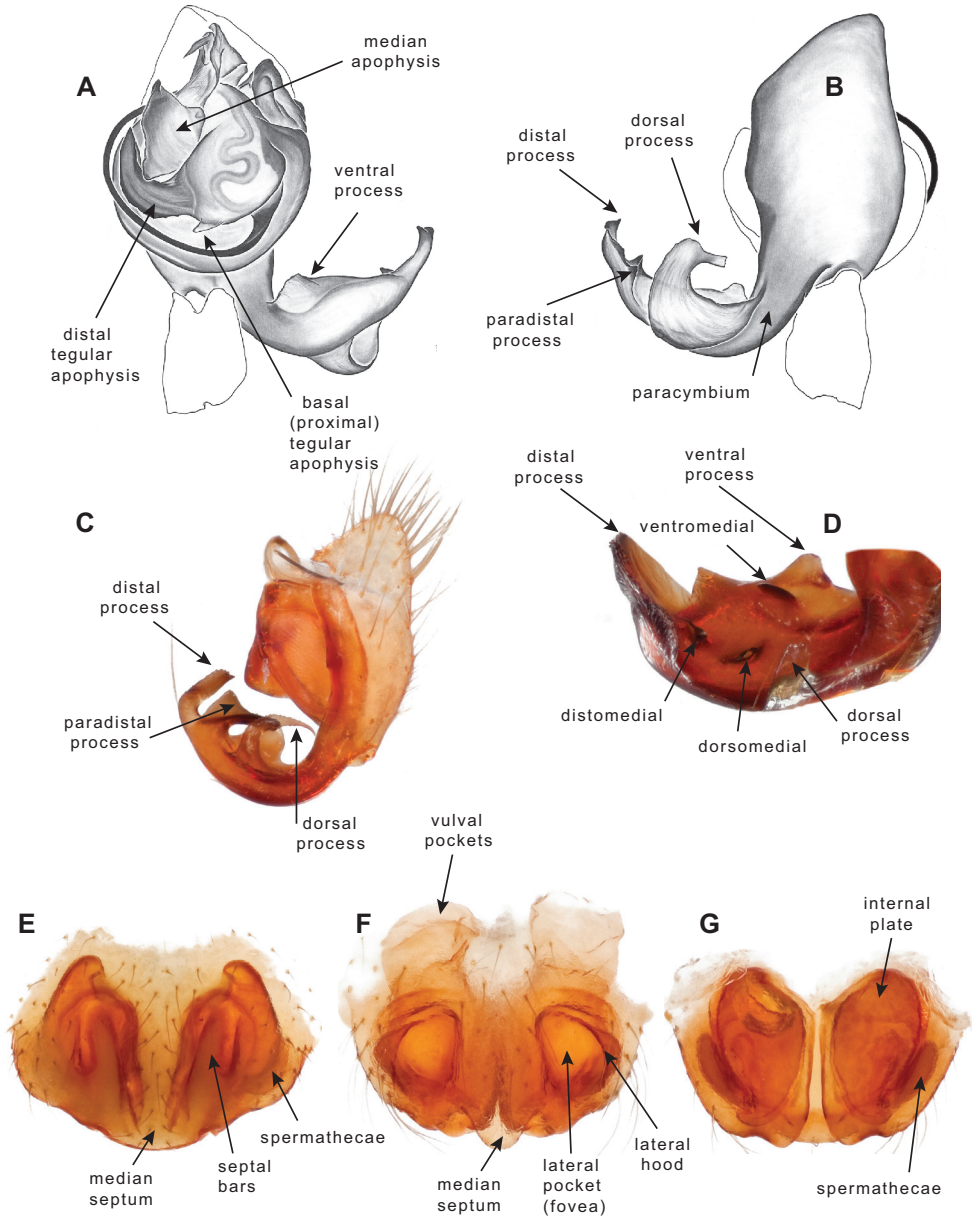 A
median
apophysis
ventral
process
distal
tegular
apophysis
basal
(proximal)
tegular
apophysis
B
distal
process
dorsal
process
paradistal
process
paracymbium
C
distal
process
paradistal
process
dorsal
process
D
distal
process
ventral
process
ventromedial
distomedial
dorsomedial
dorsal
process
E
median
septum
septal
bars
spermathecae
F
vulval
pockets
median
septum
lateral
pocket
(fovea)
lateral
hood
G
internal
plate
spermathecae